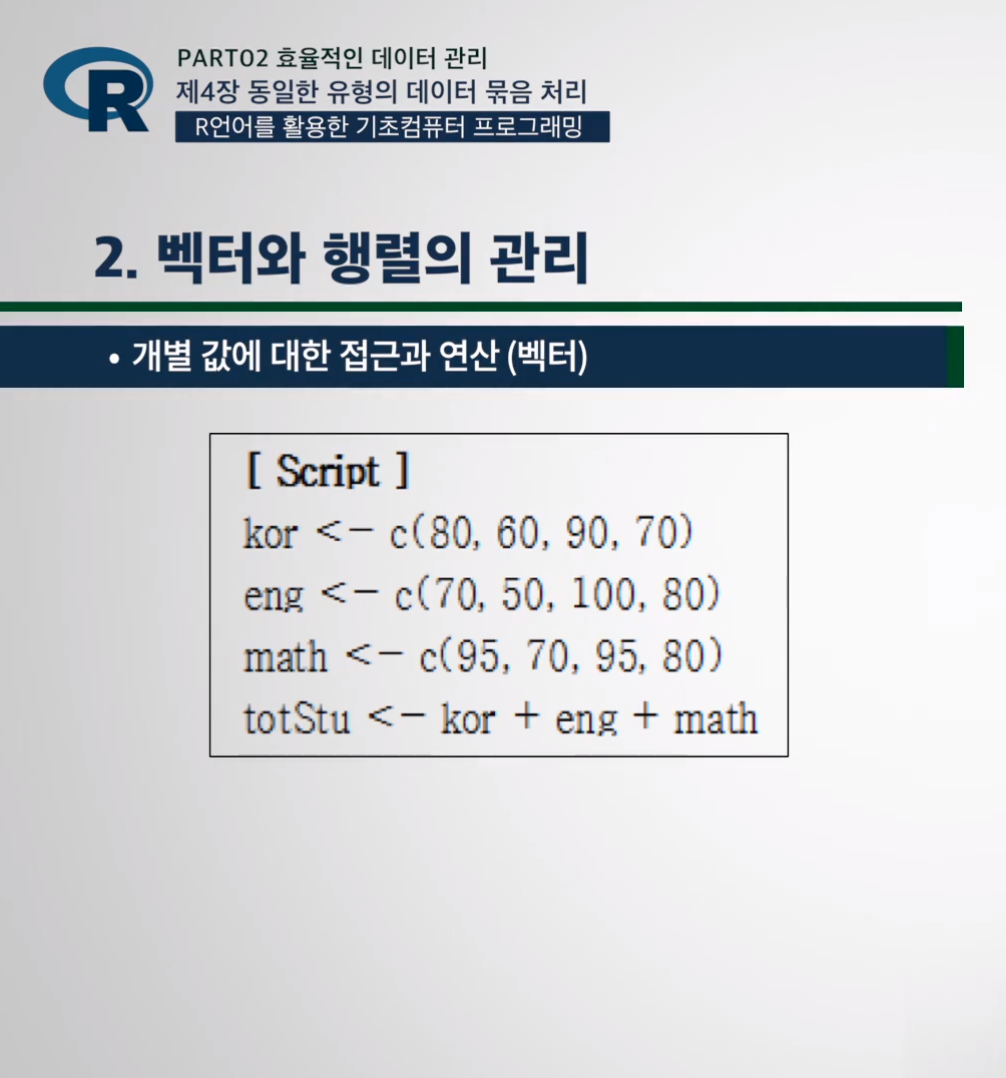 R
PART02 효율적인 데이터 관리
제4장 동일한 유형의 데이터 묶음 처리
R언어를 활용한 기초컴퓨터 프로그래밍
2. 벡터와 행렬의 관리
• 개별 값에 대한 접근과 연산 (벡터)
[ Script ]
kor <- c(80, 60, 90, 70)
eng <- c(70, 50, 100, 80)
math <- c(95, 70, 95, 80)
totStu <- kor + eng + math